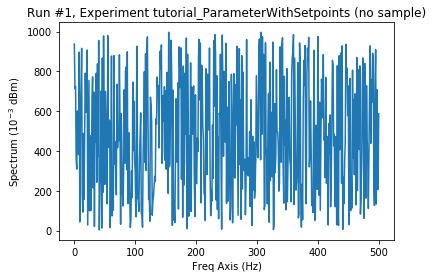 Run #1, Experiment tutorial_ParameterWithSetpoints (no sample)
1000
800
600
400
200
0
Spectrum (10⁻³ dBm)
0 100 200 300 400 500
Freq Axis (Hz)